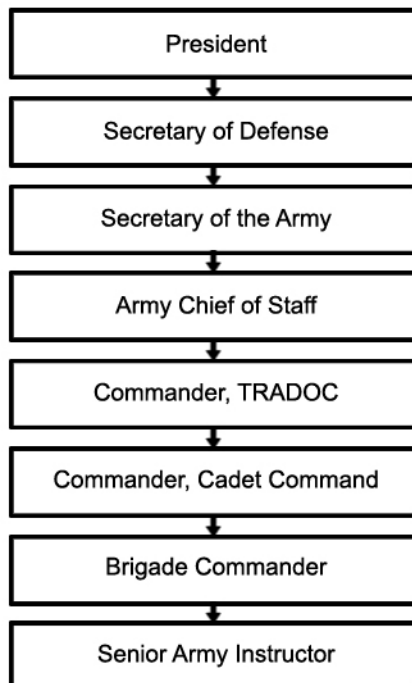 President
Secretary of Defense
Secretary of the Army
Army Chief of Staff
Commander, TRADOC
Commander, Cadet Command
Brigade Commander
Senior Army Instructor